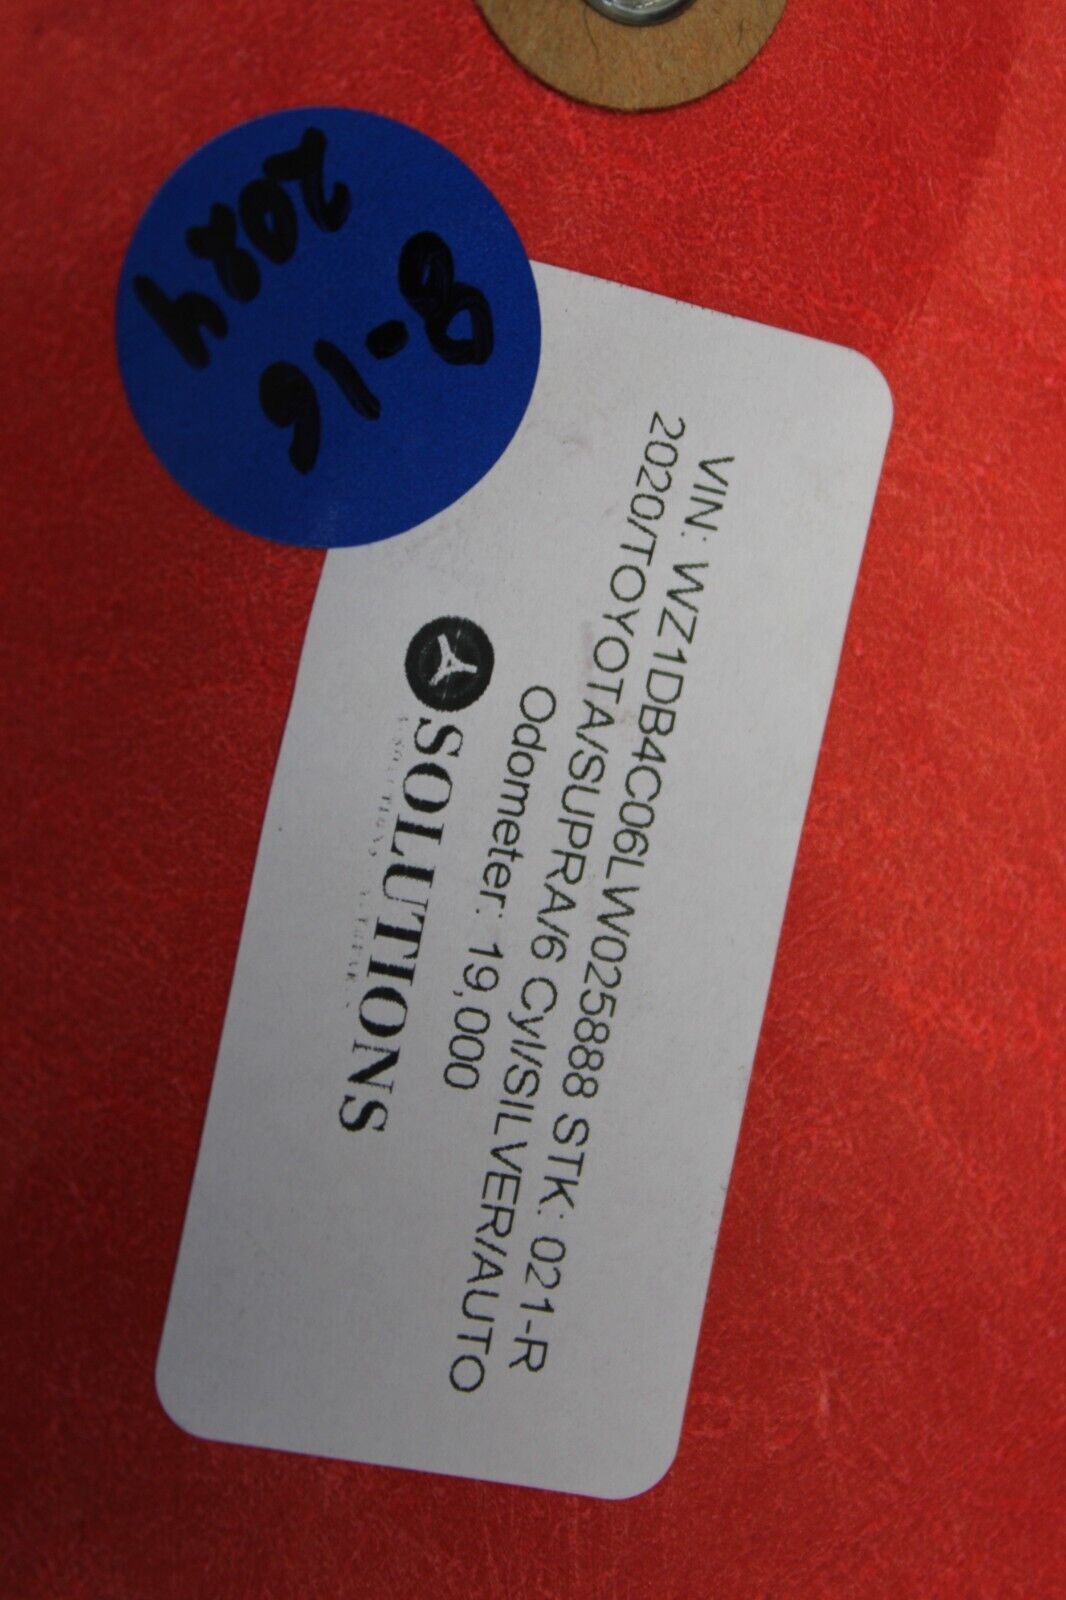 8-16
2024
VIN: WZ1DB4C06LW025888 STK: 021-R
2020/TOYOTA/SUPRA/6 Cyl/SILVER/AUTO
Odometer: 19,000
SOLUTIONS